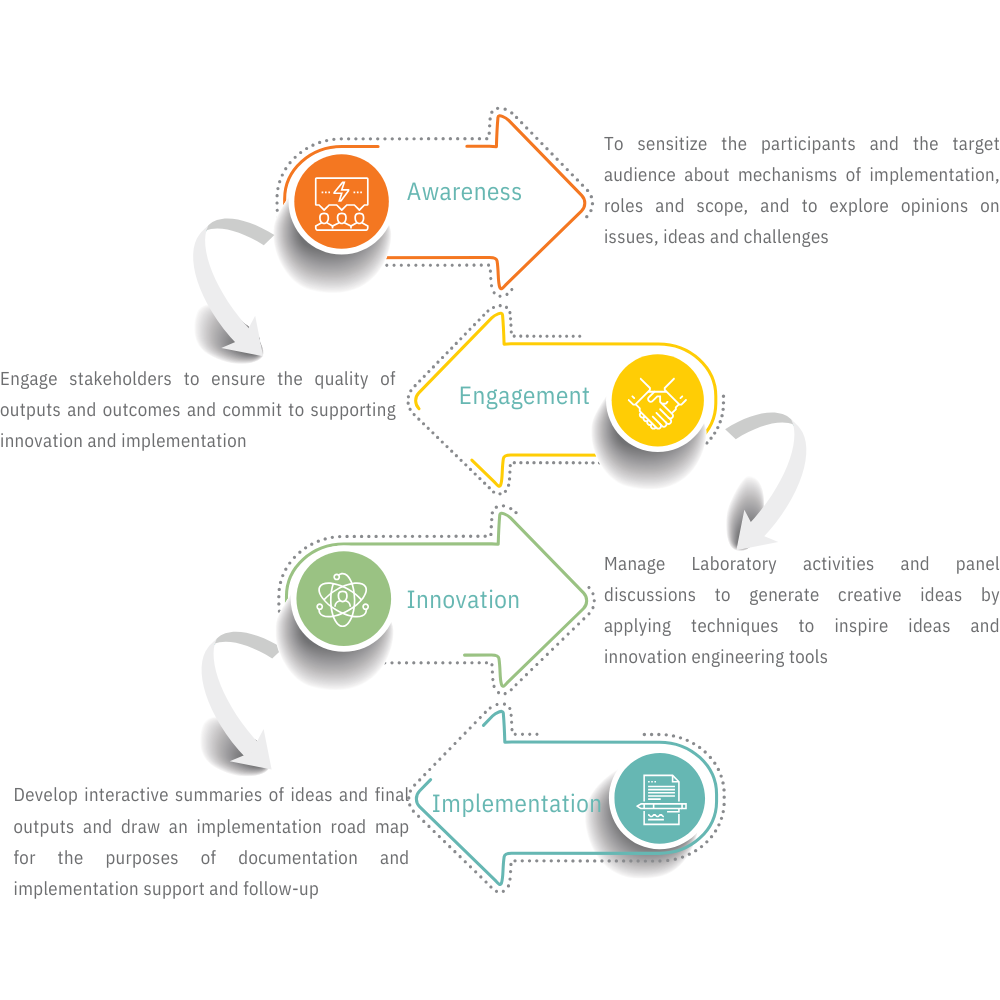 Awareness
To sensitize the participants and the target
audience about mechanisms of implementation,
roles and scope, and to explore opinions on
issues, ideas and challenges
Engagement
Engage stakeholders to ensure the quality of
outputs and outcomes and commit to supporting
innovation and implementation
Innovation
Manage Laboratory activities and panel
discussions to generate creative ideas by
applying techniques to inspire ideas and
innovation engineering tools
Implementation
Develop interactive summaries of ideas and final
outputs and draw an implementation road map
for the purposes of documentation and
implementation support and follow-up